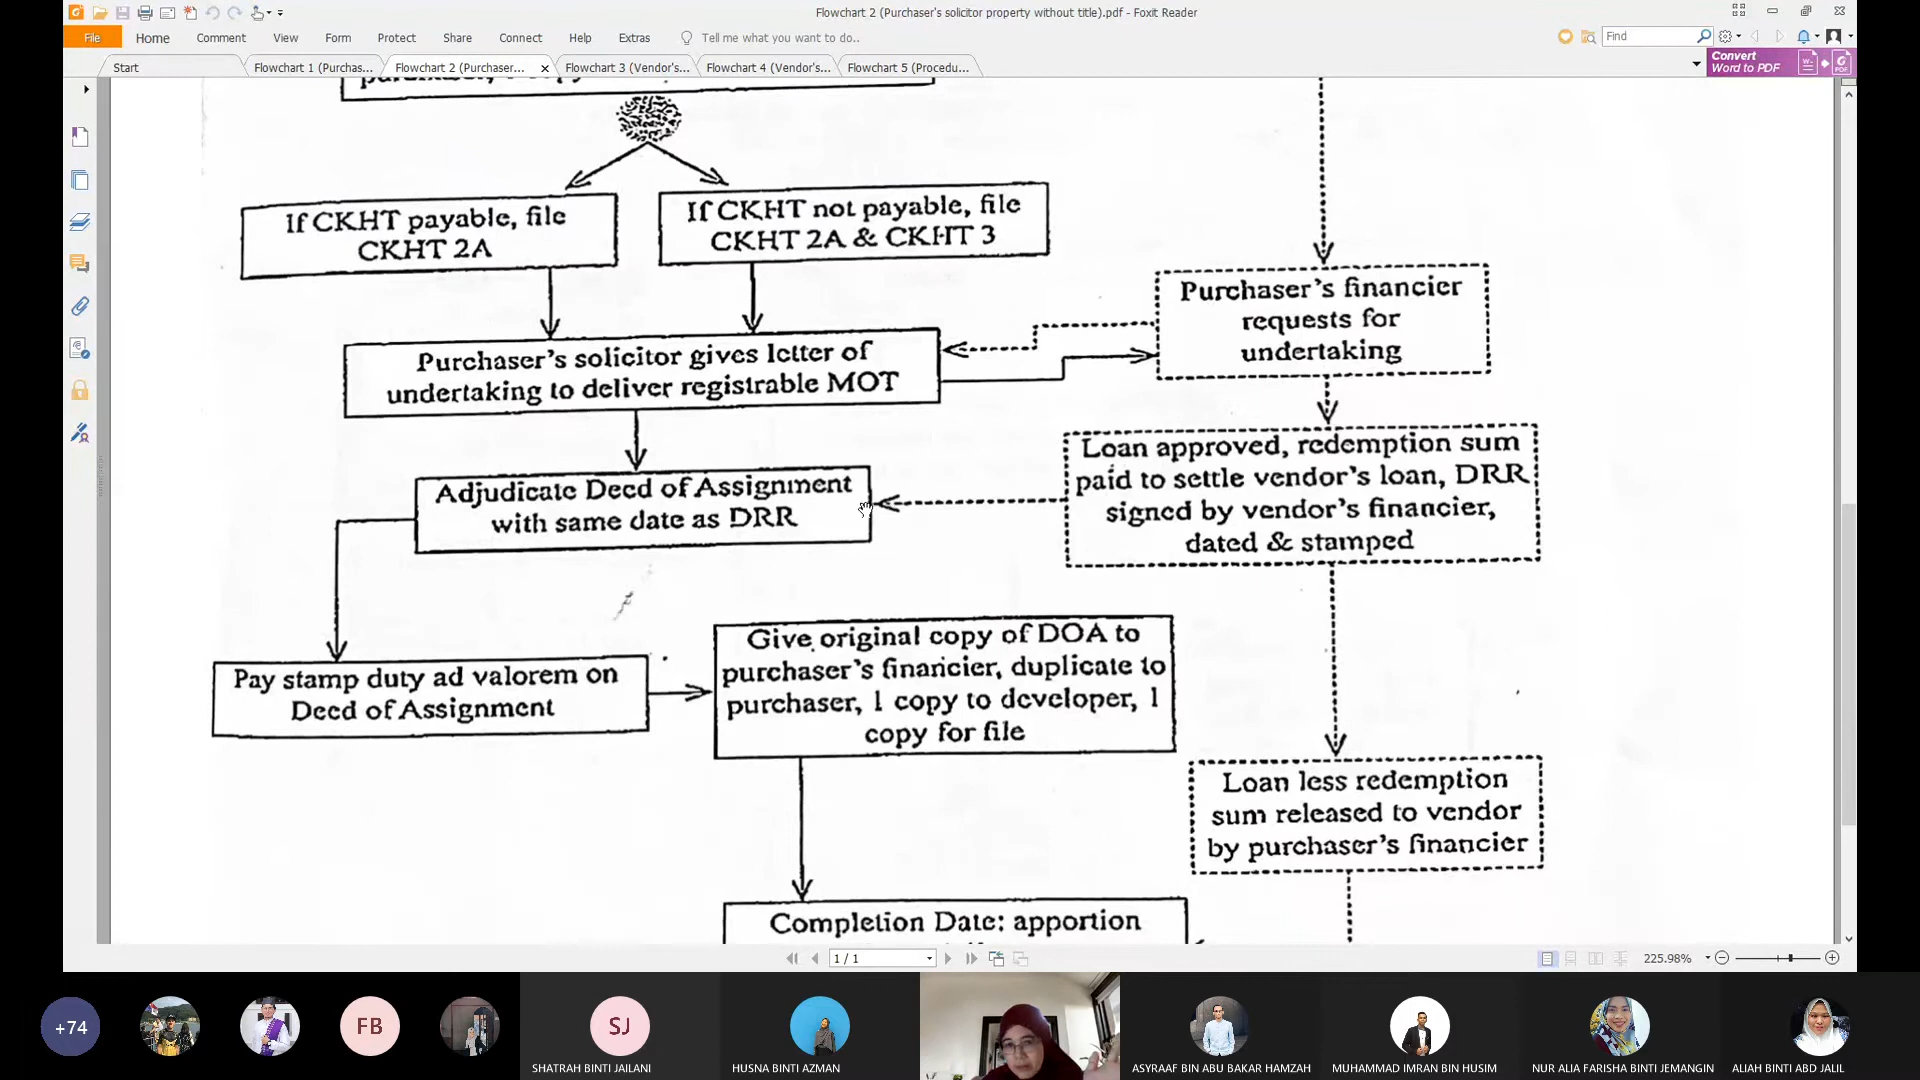 Flowchart 2 (Purchaser's solicitor property without title).pdf - Foxit Reader
File Home Comment View Form Protect Share Connect Help Extras Tell me what you want to do.. Find
Start Flowchart 1 (Purchas... Flowchart 2 (Purchaser... Flowchart 3 (Vendor's... Flowchart 4 (Vendor's... Flowchart 5 (Procedu...
Convert
Word to PDF
If CKHT payable, file
CKHT 2A
If CKHT not payable, file
CKHT 2A & CKHT 3
Purchaser's financier
requests for
undertaking
Purchaser's solicitor gives letter of
undertaking to deliver registrable MOT
Loan approved, redemption sum
paid to settle vendor's loan, DRR
signed by vendor's financier,
dated & stamped
Adjudicate Deed of Assignment
with same date as DRR
Give original copy of DOA to
purchaser's financier, duplicate to
purchaser, 1 copy to developer, 1
copy for file
Pay stamp duty ad valorem on
Deed of Assignment
Loan less redemption
sum released to vendor
by purchaser's financier
Completion Date: apportion
1 / 1
225.98%
+74
FB
SJ
SHATRAH BINTI JAILANI
HUSNA BINTI AZMAN
ASYRAAF BIN ABU BAKAR HAMZAH
MUHAMMAD IMRAN BIN HUSIM
NUR ALIA FARISHA BINTI JEMANGIN
ALIAH BINTI ABD JALIL